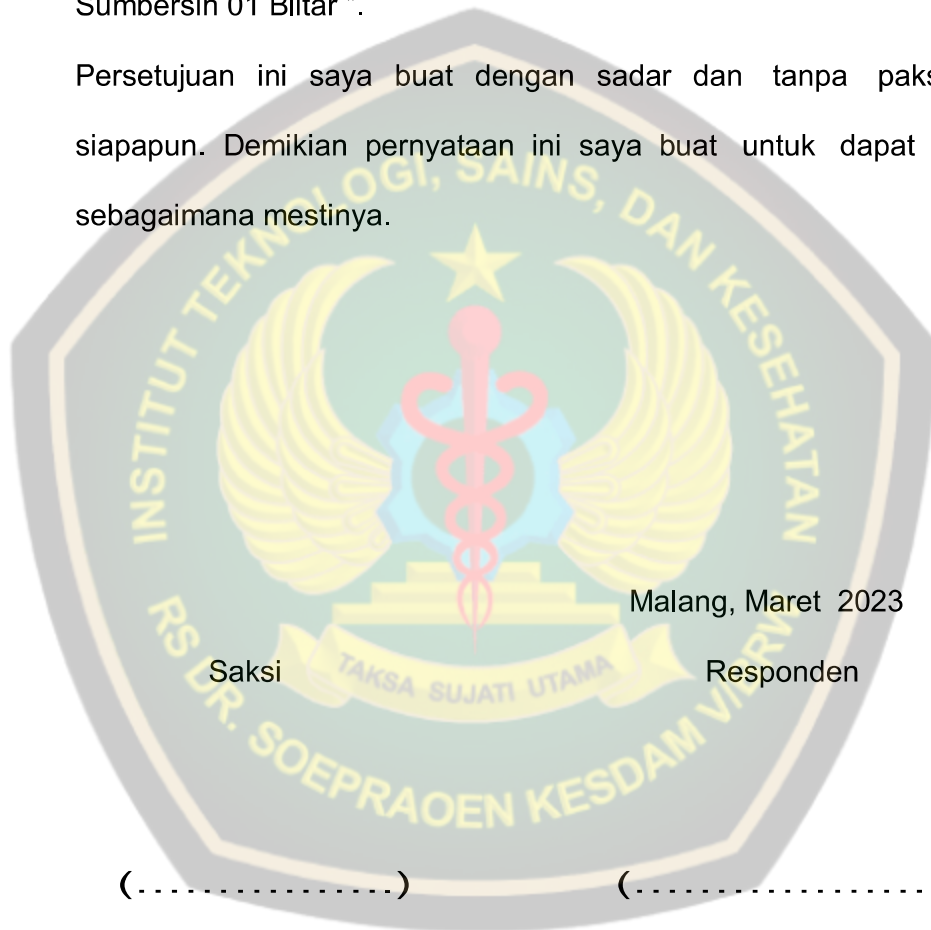 Sumbersih 01 Blitar ".
Persetujuan ini saya buat dengan sadar dan tanpa paks
siapapun. Demikian pernyataan ini saya buat untuk dapat
sebagaimana mestinya.
INSTITUT TEKNOLOGI, SAINS, DAN KESEHATAN
TAKSA SUJATI UTAMA
RS DR. SOEPRAOEN KESDAM V/BRW
Malang, Maret 2023
Saksi Responden
(................) (..................